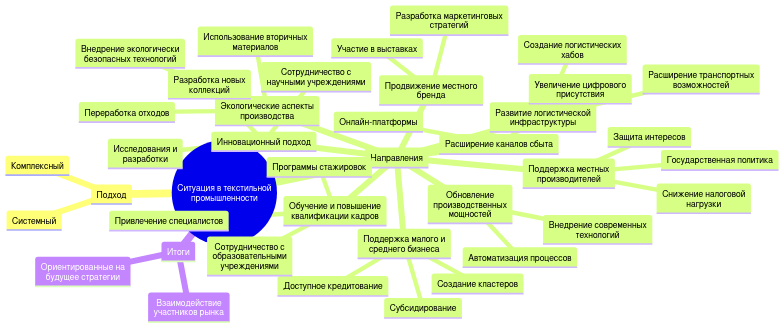 Разработка маркетинговых
стратегий
Использование вторичных
материалов
Внедрение экологически
безопасных технологий
Участие в выставках
Создание логистических
хабов
Сотрудничество с
научными учреждениями
Разработка новых
коллекций
Расширение транспортных
возможностей
Продвижение местного
бренда
Увеличение цифрового
присутствия
Переработка отходов
Экологические аспекты
производства
Онлайн-платформы
Развитие логистической
инфраструктуры
Инновационный подход
Расширение каналов сбыта
Защита интересов
Исследования и
разработки
Направления
Государственная политика
Комплексный
Программы стажировок
Поддержка местных
производителей
Подход
Ситуация в текстильной
промышленности
Снижение налоговой
нагрузки
Обновление
производственных
мощностей
Обучение и повышение
квалификации кадров
Системный
Привлечение специалистов
Внедрение современных
технологий
Поддержка малого и
среднего бизнеса
Итоги
Сотрудничество с
образовательными
учреждениями
Автоматизация процессов
Ориентированные на
будущее стратегии
Доступное кредитование
Создание кластеров
Взаимодействие
участников рынка
Субсидирование